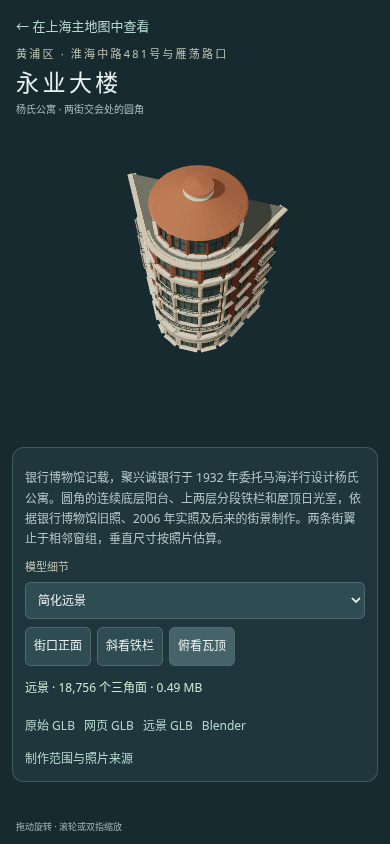 ← 在上海主地图中查看
黄浦区 · 淮海中路481号与雁荡路口
永业大楼
杨氏公寓 · 两街交会处的圆角
银行博物馆记载，聚兴诚银行于 1932 年委托马海洋行设计杨氏
公寓。圆角的连续底层阳台、上两层分段铁栏和屋顶日光室，依
据银行博物馆旧照、2006 年实照及后来的街景制作。两条街翼
止于相邻窗组，垂直尺寸按照片估算。
模型细节
简化远景
街口正面 斜看铁栏 俯看瓦顶
远景 · 18,756 个三角面 · 0.49 MB
原始 GLB 网页 GLB 远景 GLB Blender
制作范围与照片来源
拖动旋转 · 滚轮或双指缩放